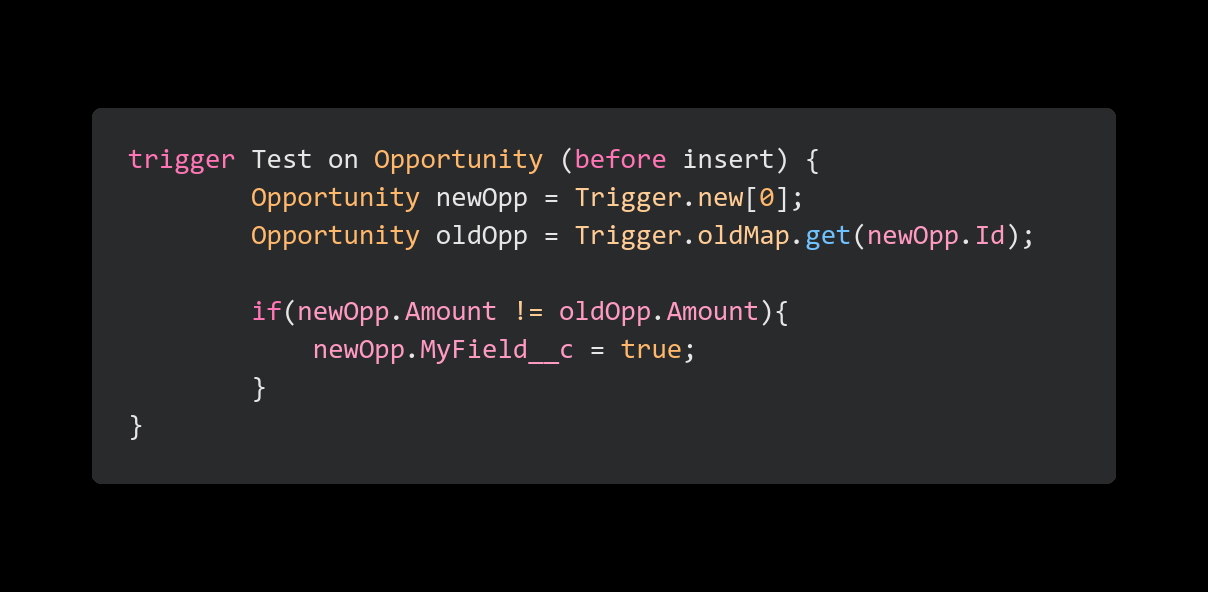 trigger Test on Opportunity (before insert) {
Opportunity newOpp = Trigger.new[0];
Opportunity oldOpp = Trigger.oldMap.get(newOpp.Id);
if(newOpp.Amount != oldOpp.Amount){
newOpp.MyField__c = true;
}
}